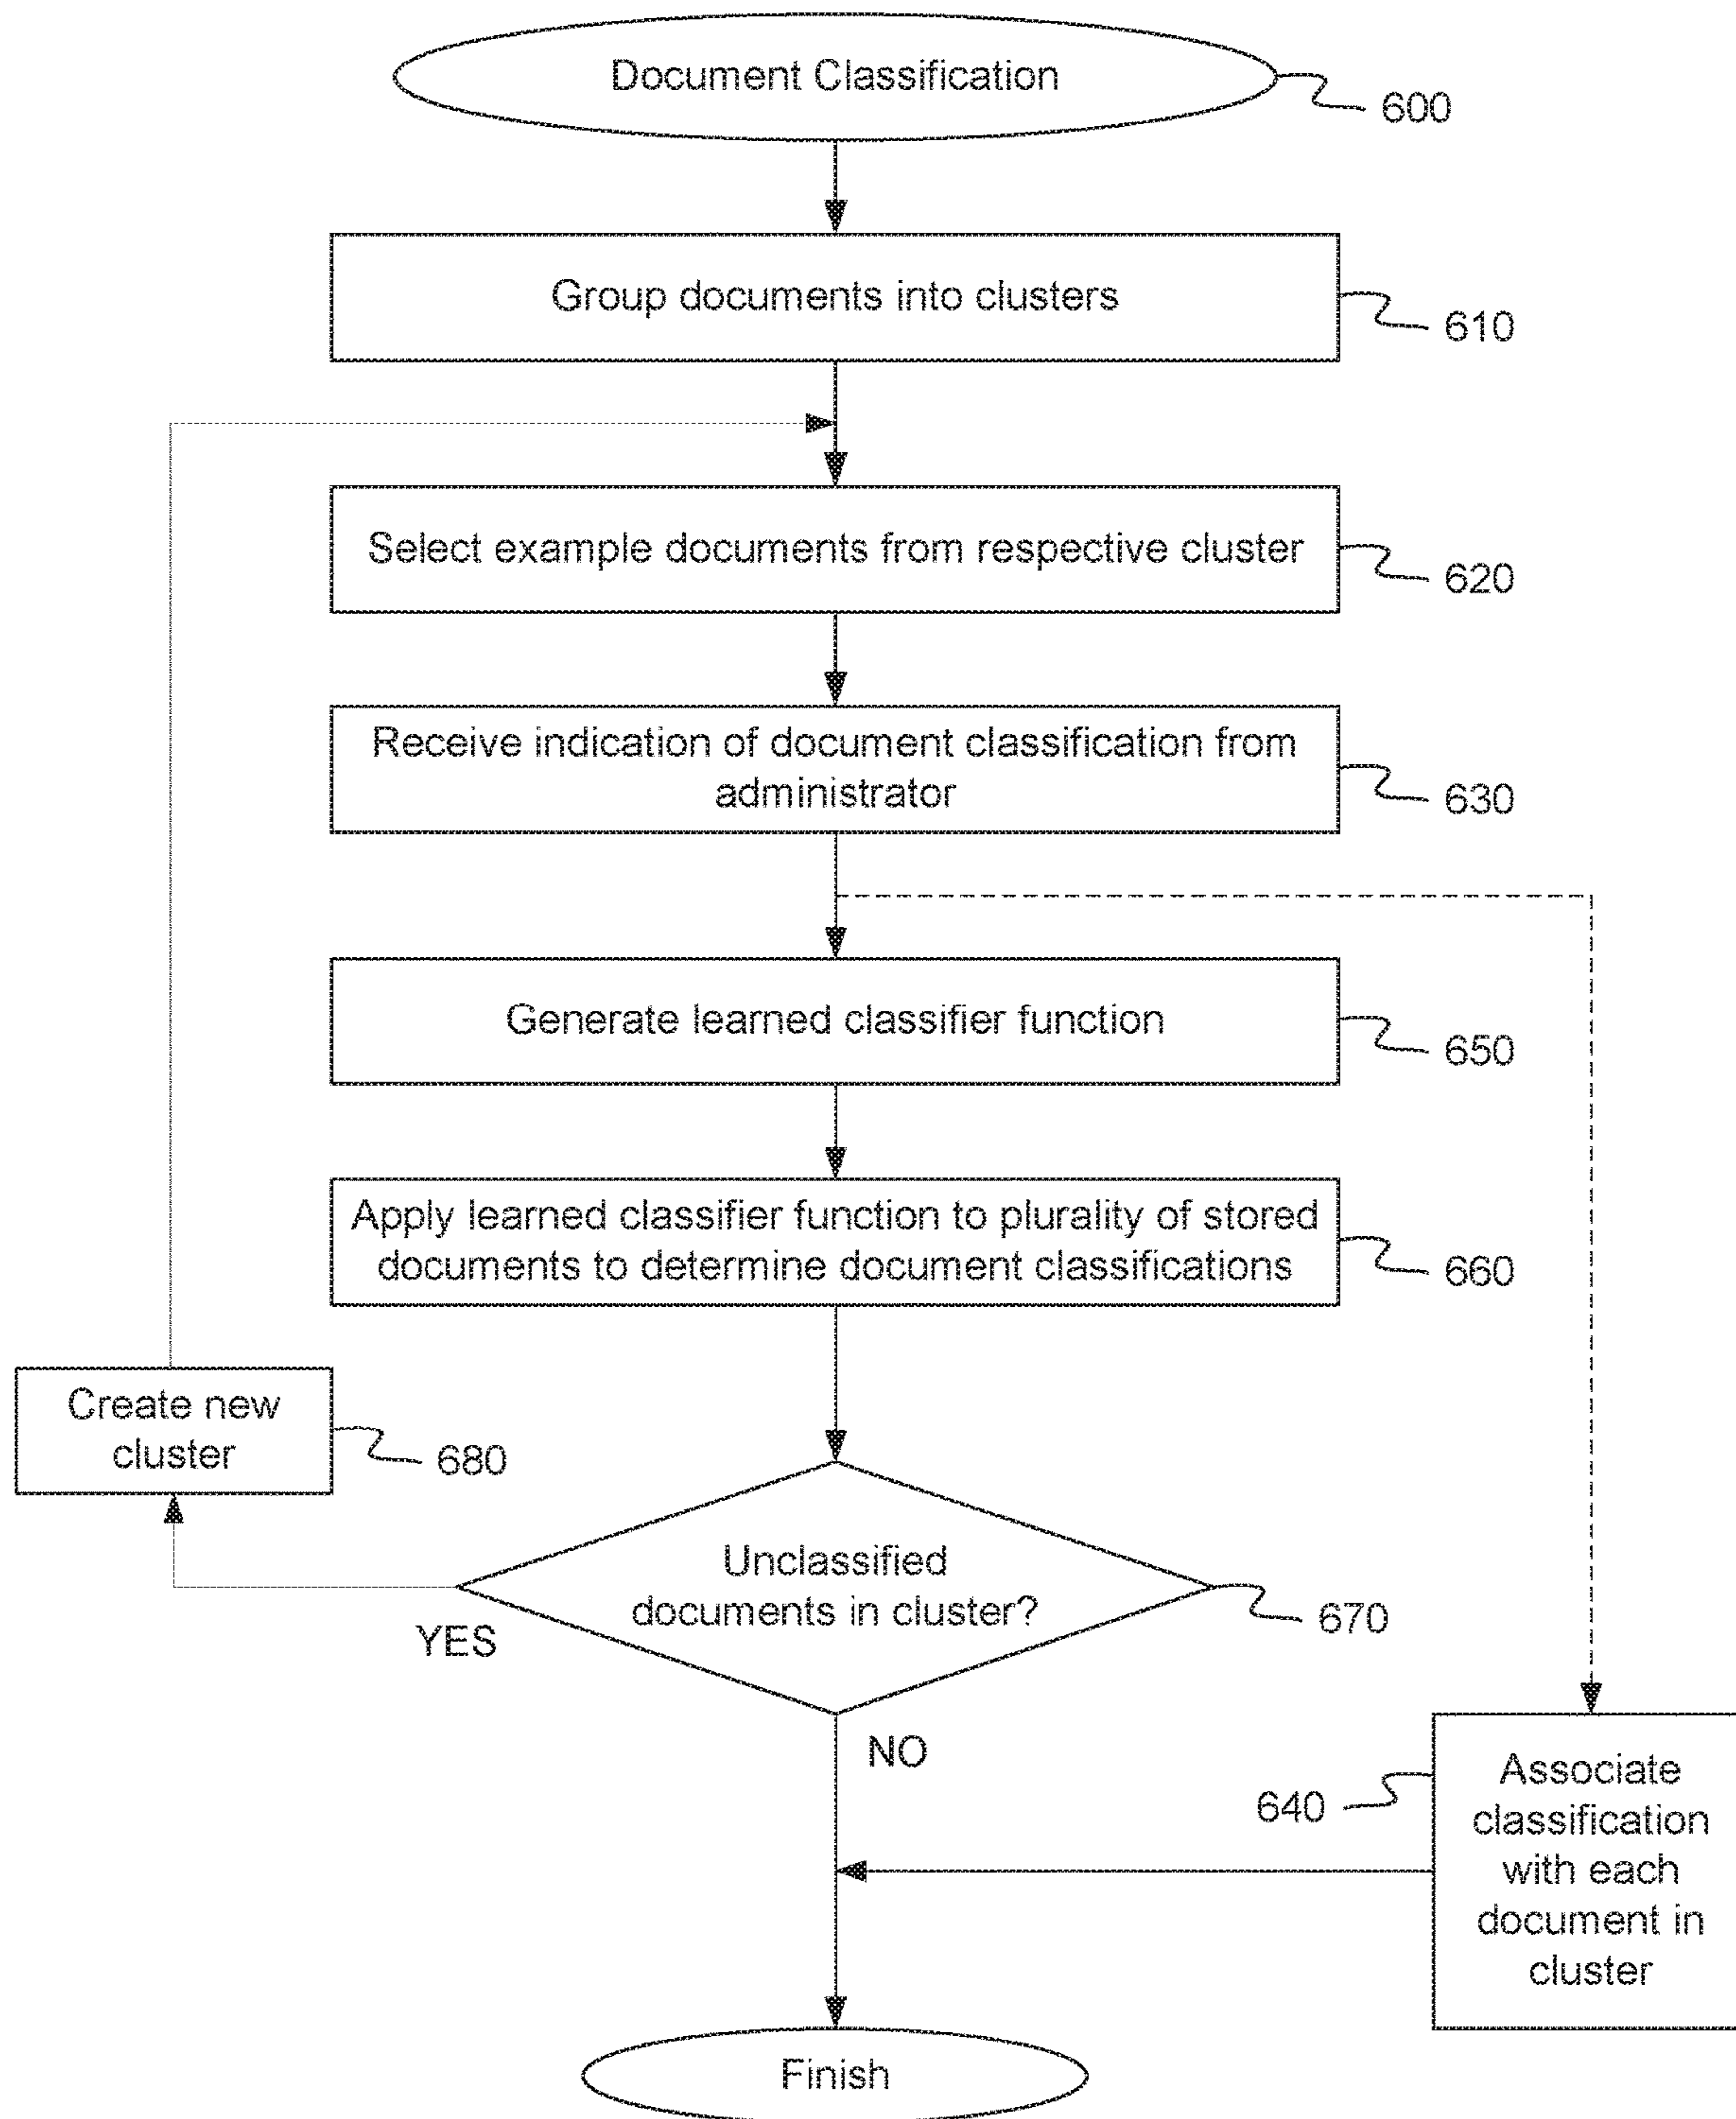 Document Classification
600
Group documents into clusters
610
Select example documents from respective cluster
620
Receive indication of document classification from
administrator
630
Generate learned classifier function
650
Apply learned classifier function to plurality of stored
documents to determine document classifications
660
Create new
cluster
680
Unclassified
documents in cluster?
670
YES
NO
640
Associate
classification
with each
document in
cluster
Finish